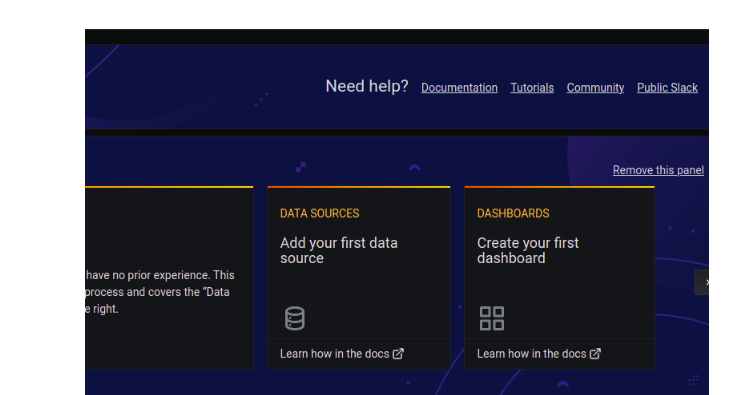 Need help? Documentation Tutorials Community Public Slack
Remove this panel
have no prior experience. This
process and covers the "Data
e right.
DATA SOURCES
Add your first data
source
Learn how in the docs
DASHBOARDS
Create your first
dashboard
Learn how in the docs